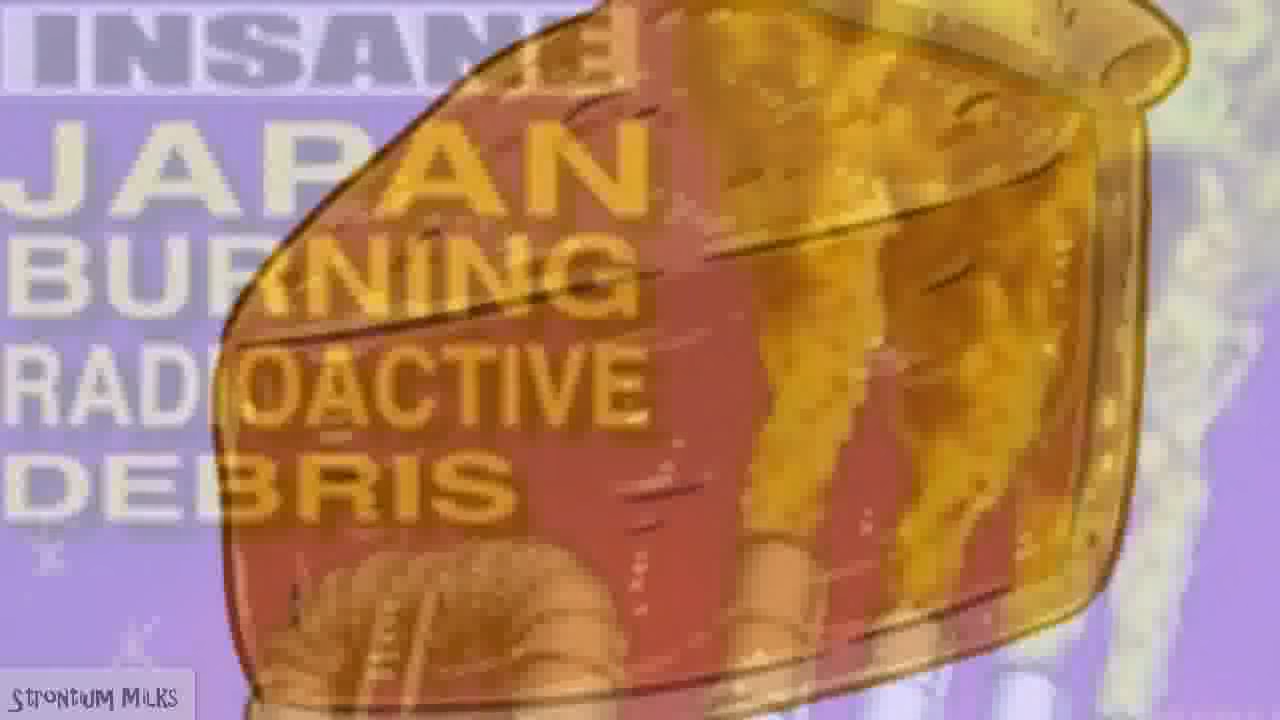 INSANE
JAPAN
BURNING
RADIOACTIVE
DEBRIS
Strontium Milks